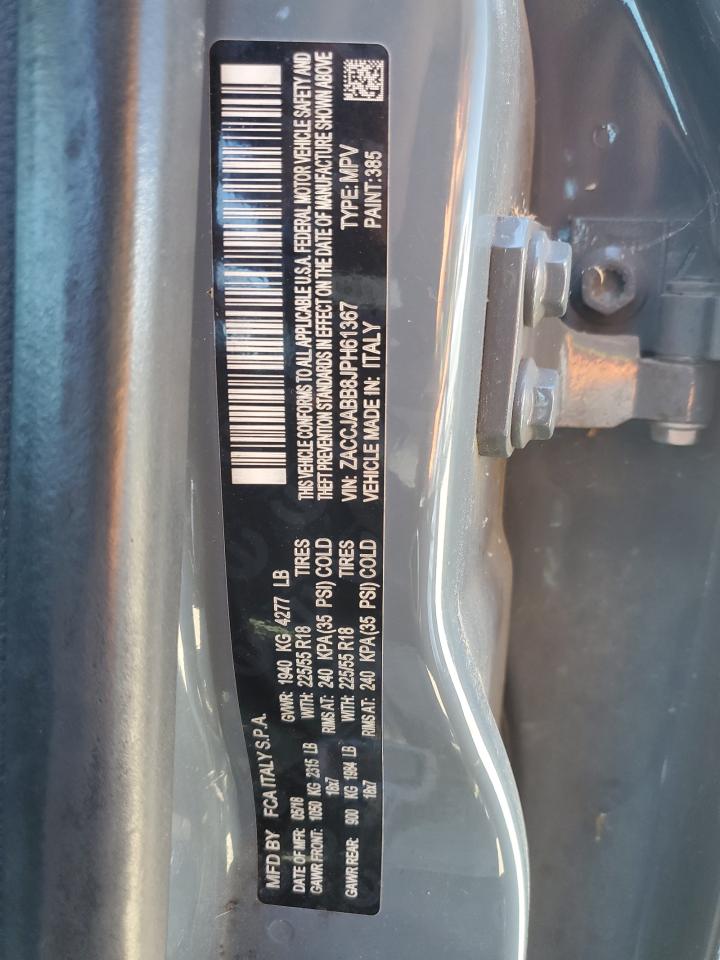 MFD BY FCA ITALY S.P.A.
DATE OF MFR: 05/18 GVWR: 1940 KG 4277 LB
GAWR FRONT: 1050 KG 2315 LB WITH: 225/55 R18 TIRES
18x7 RIMS AT: 240 KPA(35 PSI) COLD
GAWR REAR: 900 KG 1984 LB WITH: 225/55 R18 TIRES
18x7 RIMS AT: 240 KPA(35 PSI) COLD
THIS VEHICLE CONFORMS TO ALL APPLICABLE U.S.A. FEDERAL MOTOR VEHICLE SAFETY AND
THEFT PREVENTION STANDARDS IN EFFECT ON THE DATE OF MANUFACTURE SHOWN ABOVE
VIN: ZACCJABB8JPH61367 TYPE:MPV
VEHICLE MADE IN: ITALY PAINT:385